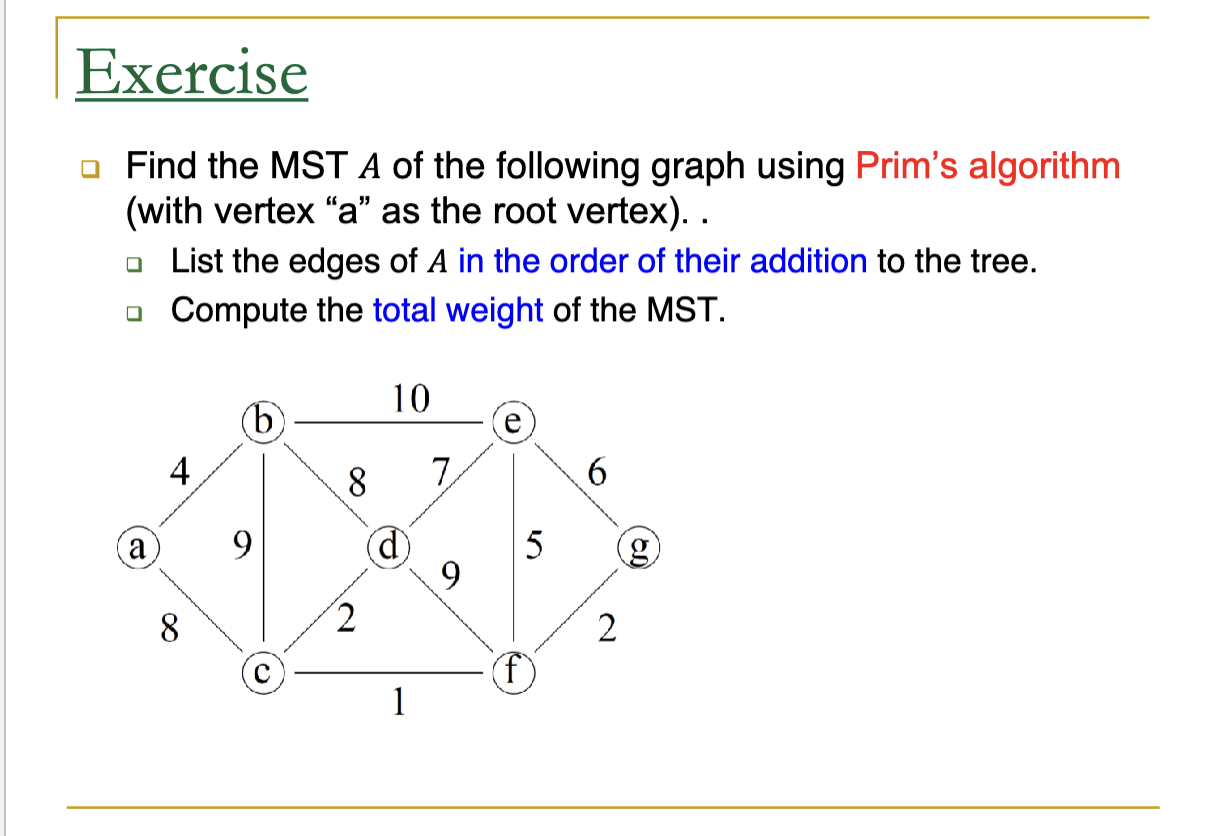 Exercise
Find the MST A of the following graph using Prim's algorithm
(with vertex “a” as the root vertex). .
List the edges of A in the order of their addition to the tree.
Compute the total weight of the MST.
10
b
e
4
8
7
6
a
9
d
5
g
9
8
2
2
c
f
1